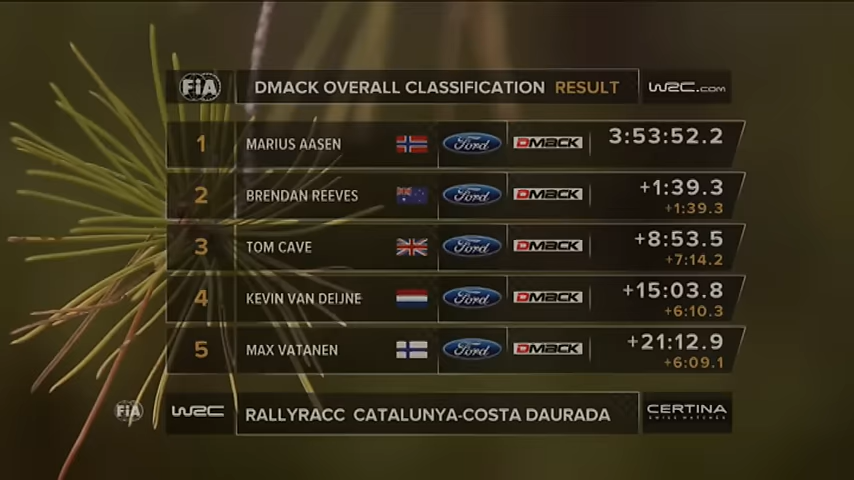 FiA DMACK OVERALL CLASSIFICATION RESULT WRC.COM
1 MARIUS AASEN Ford DMACK 3:53:52.2
2 BRENDAN REEVES Ford DMACK +1:39.3
+1:39.3
3 TOM CAVE Ford DMACK +8:53.5
+7:14.2
4 KEVIN VAN DEIJNE Ford DMACK +15:03.8
+6:10.3
5 MAX VATANEN Ford DMACK +21:12.9
+6:09.1
FiA WRC RALLYRACC CATALUNYA-COSTA DAURADA CERTINA
SWISS WATCHES